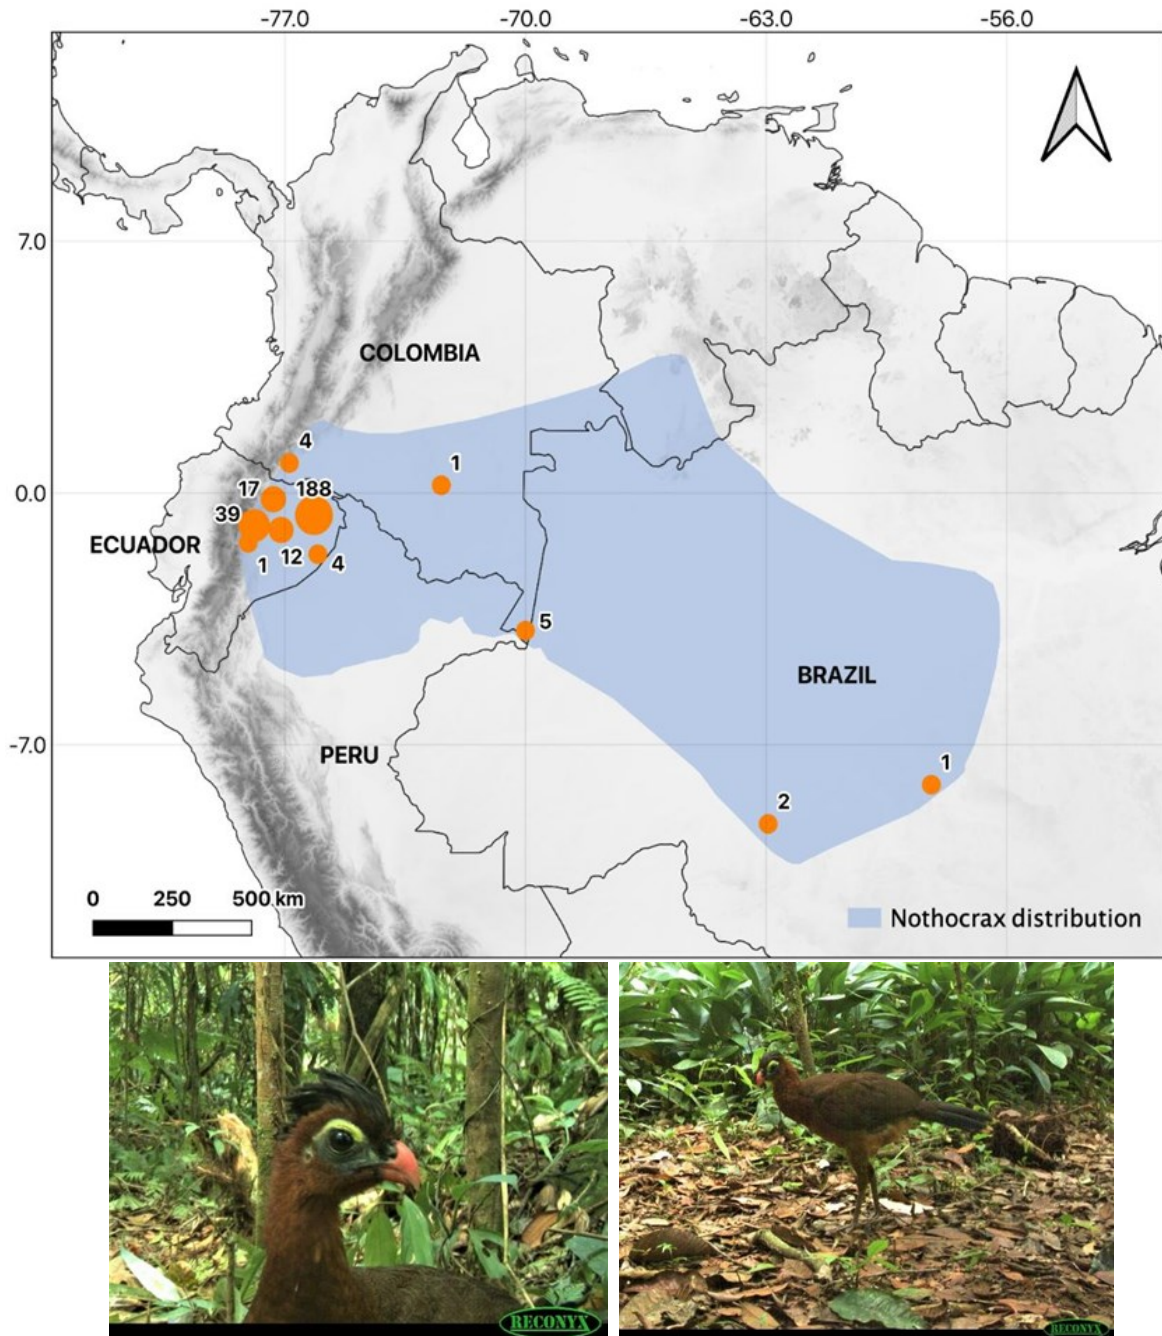 -77.0 -70.0 -63.0 -56.0
7.0
COLOMBIA
4
1
17 188
0.0
39
ECUADOR
12
1
4
5
BRAZIL
-7.0
PERU
1
2
0 250 500 km
Nothocrax distribution
RECONYX
RECONYX